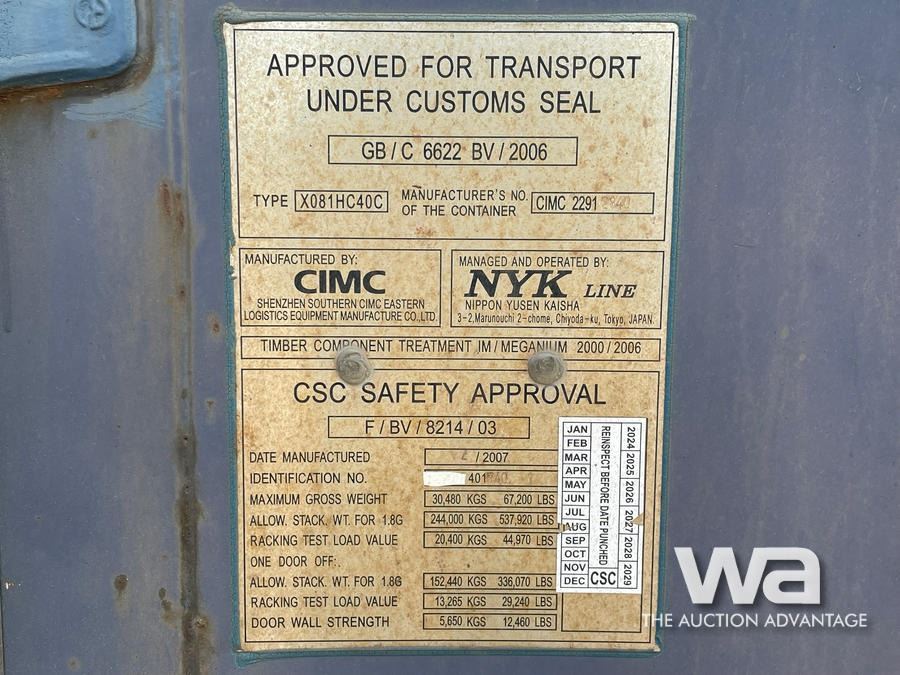 APPROVED FOR TRANSPORT
UNDER CUSTOMS SEAL
GB/C 6622 BV/2006
TYPE X081HC40C
MANUFACTURER'S NO.
OF THE CONTAINER
CIMC 2291
MANUFACTURED BY:
CIMC
SHENZHEN SOUTHERN CIMC EASTERN
LOGISTICS EQUIPMENT MANUFACTURE CO.,LTD.
MANAGED AND OPERATED BY:
NYK LINE
NIPPON YUSEN KAISHA
3-2,Marunouchi 2-chome, Chiyoda-ku, Tokyo, JAPAN.
TIMBER COMPONENT TREATMENT IM/MEGANIUM 2000/2006
CSC SAFETY APPROVAL
F/BV/8214/03
DATE MANUFACTURED /2007
IDENTIFICATION NO. 401
MAXIMUM GROSS WEIGHT 30,480 KGS 67,200 LBS
ALLOW. STACK. WT. FOR 1.8G 244,000 KGS 537,920 LBS
RACKING TEST LOAD VALUE 20,400 KGS 44,970 LBS
ONE DOOR OFF:
ALLOW. STACK. WT. FOR 1.8G 152,440 KGS 336,070 LBS
RACKING TEST LOAD VALUE 13,265 KGS 29,240 LBS
DOOR WALL STRENGTH 5,650 KGS 12,460 LBS
JAN
FEB
MAR
APR
MAY
JUN
JUL
AUG
SEP
OCT
NOV
DEC
REINSPECT BEFORE DATE PUNCHED
CSC
2024 2025 2026 2027 2028 2029
wa
THE AUCTION ADVANTAGE